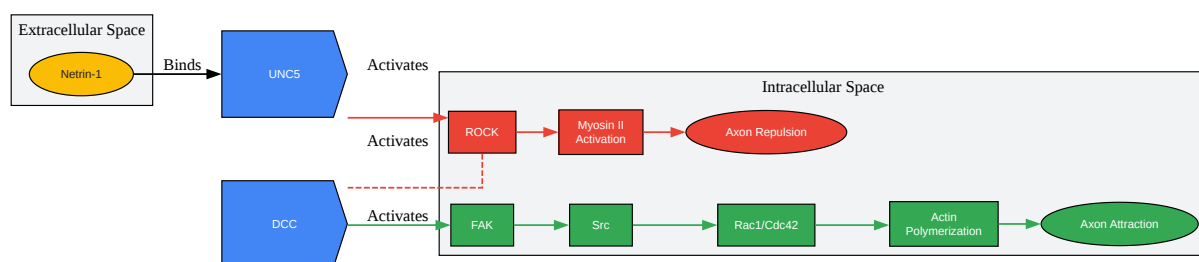 Extracellular Space
Netrin-1
Binds
UNC5
Activates
Intracellular Space
ROCK
Myosin II
Activation
Axon Repulsion
Activates
DCC
Activates
FAK
Src
Rac1/Cdc42
Actin
Polymerization
Axon Attraction